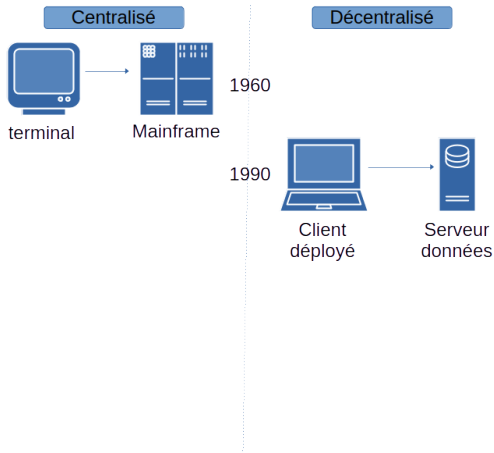 Centralisé
Décentralisé
1960
terminal
Mainframe
1990
Client
déployé
Serveur
données